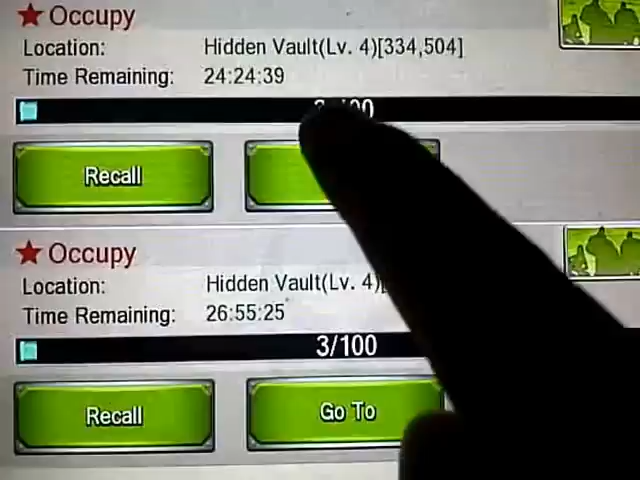 Occupy
Location: Hidden Vault(Lv. 4)[334,504]
Time Remaining: 24:24:39
Recall
Occupy
Location: Hidden Vault(Lv. 4)
Time Remaining: 26:55:25
3/100
Recall
Go To